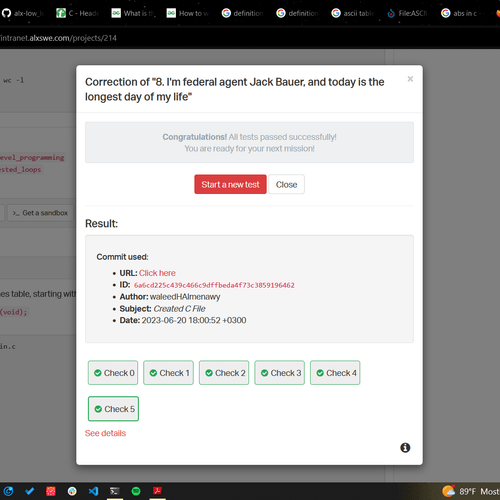 alx-low_l
C - Heade
What is th
How to w
definition
definition
ascii table
File:ASCII
abs in c -
intranet.alxswe.com/projects/214
wc -l
Correction of "8. I'm federal agent Jack Bauer, and today is the
longest day of my life"
×
Congratulations! All tests passed successfully!
You are ready for your next mission!
evel_programming
ested_loops
Start a new test
Close
>_ Get a sandbox
Result:
Commit used:
• URL: Click here
• ID: 6a6cd225c439c466c9dffbeda4f73c3859196462
• Author: waleedHAlmenawy
• Subject: Created C File
• Date: 2023-06-20 18:00:52 +0300
es table, starting with
(void);
in.c
Check 0
Check 1
Check 2
Check 3
Check 4
Check 5
See details
89°F Most